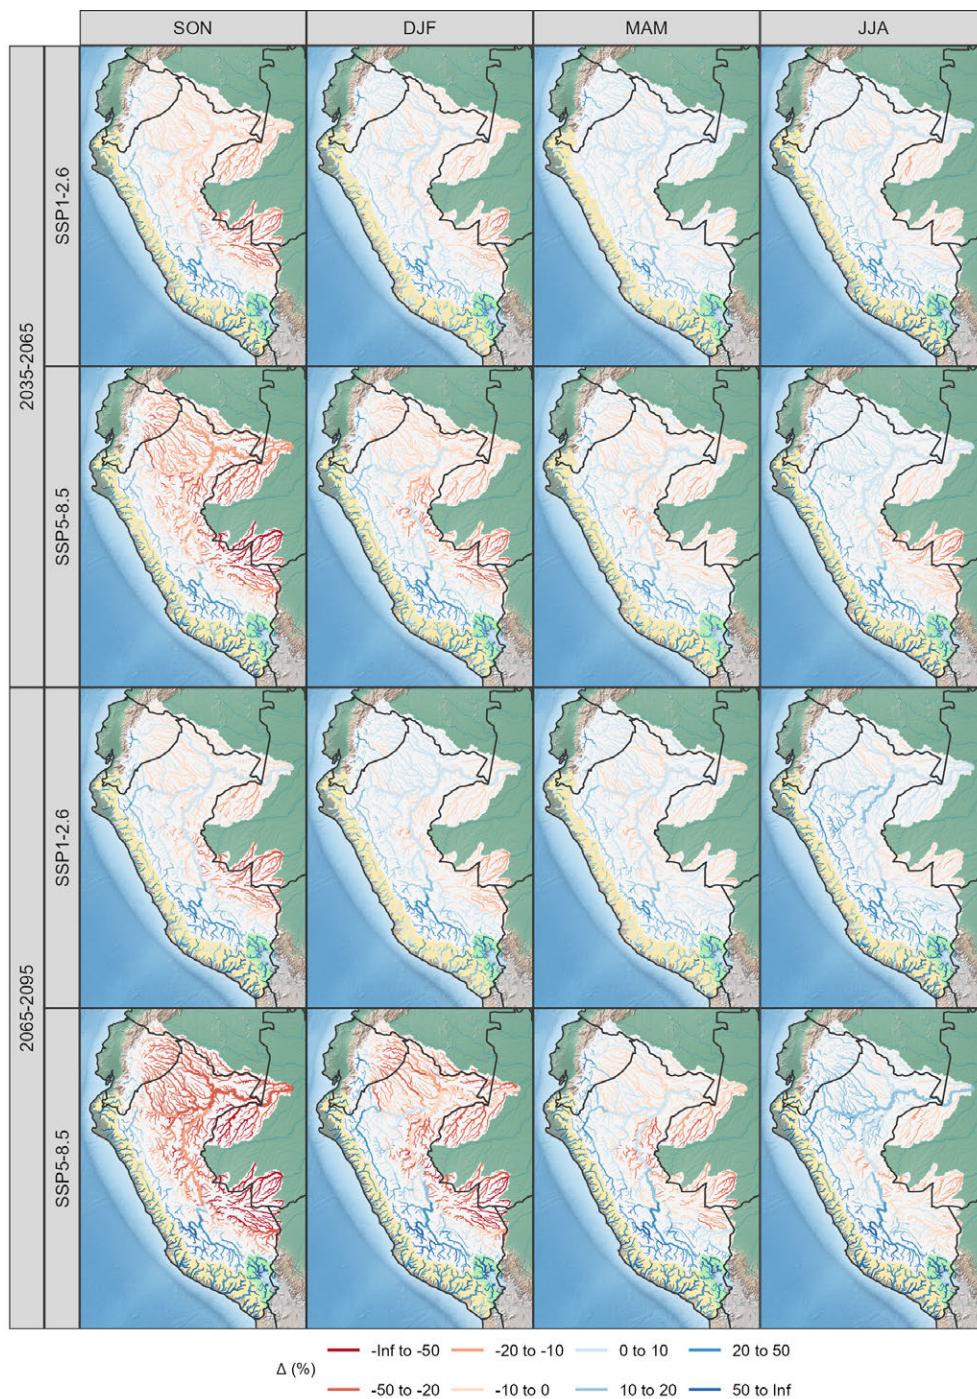 SON DJF MAM JJA
2035-2065
SSP1-2.6
SSP5-8.5
2065-2095
SSP1-2.6
SSP5-8.5
Δ (%)
-Inf to -50 -20 to -10 0 to 10 20 to 50
-50 to -20 -10 to 0 10 to 20 50 to Inf